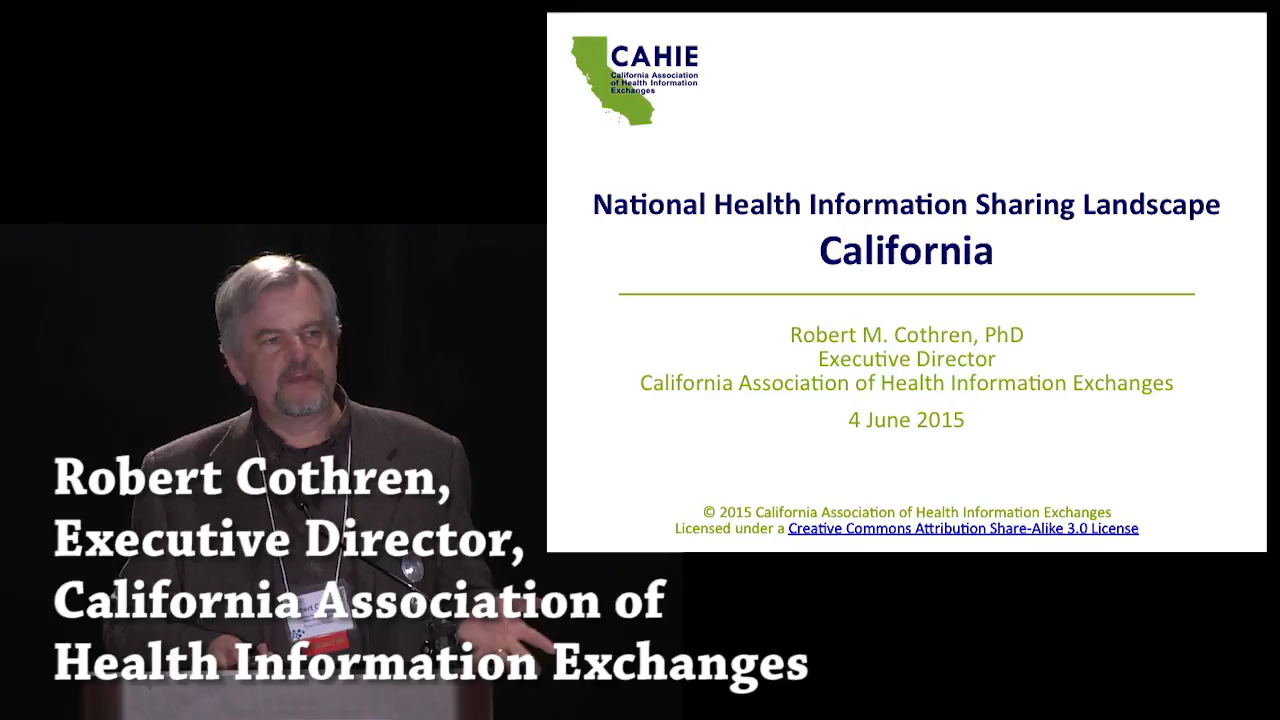 CAHIE
California Association
of Health Information
Exchanges
National Health Information Sharing Landscape
California
Robert M. Cothren, PhD
Executive Director
California Association of Health Information Exchanges
4 June 2015
© 2015 California Association of Health Information Exchanges
Licensed under a Creative Commons Attribution Share-Alike 3.0 License
Robert Cothren,
Executive Director,
California Association of
Health Information Exchanges